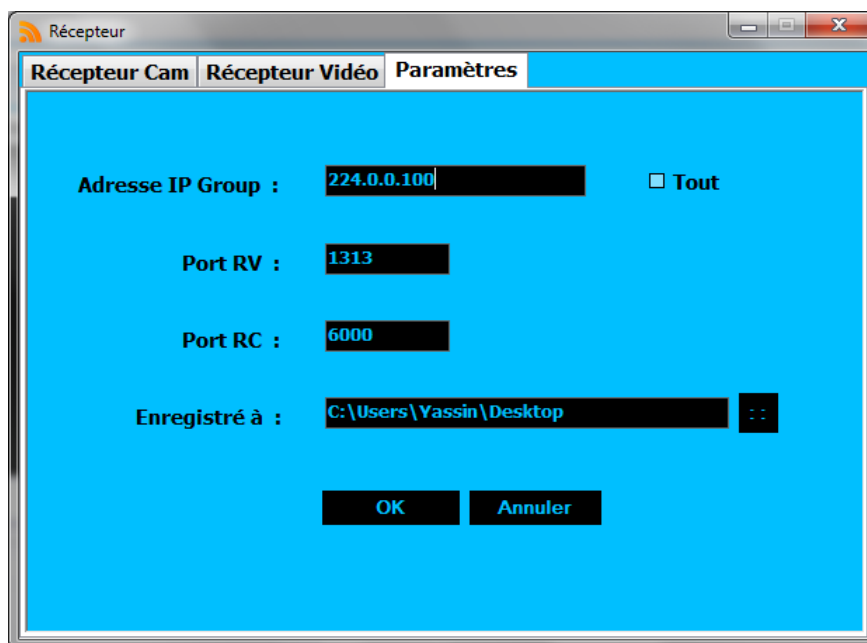 Récepteur
Récepteur Cam Récepteur Vidéo Paramètres
Adresse IP Group : 224.0.0.100 Tout
Port RV : 1313
Port RC : 6000
Enregistré à : C:\Users\Yassin\Desktop ::
OK Annuler